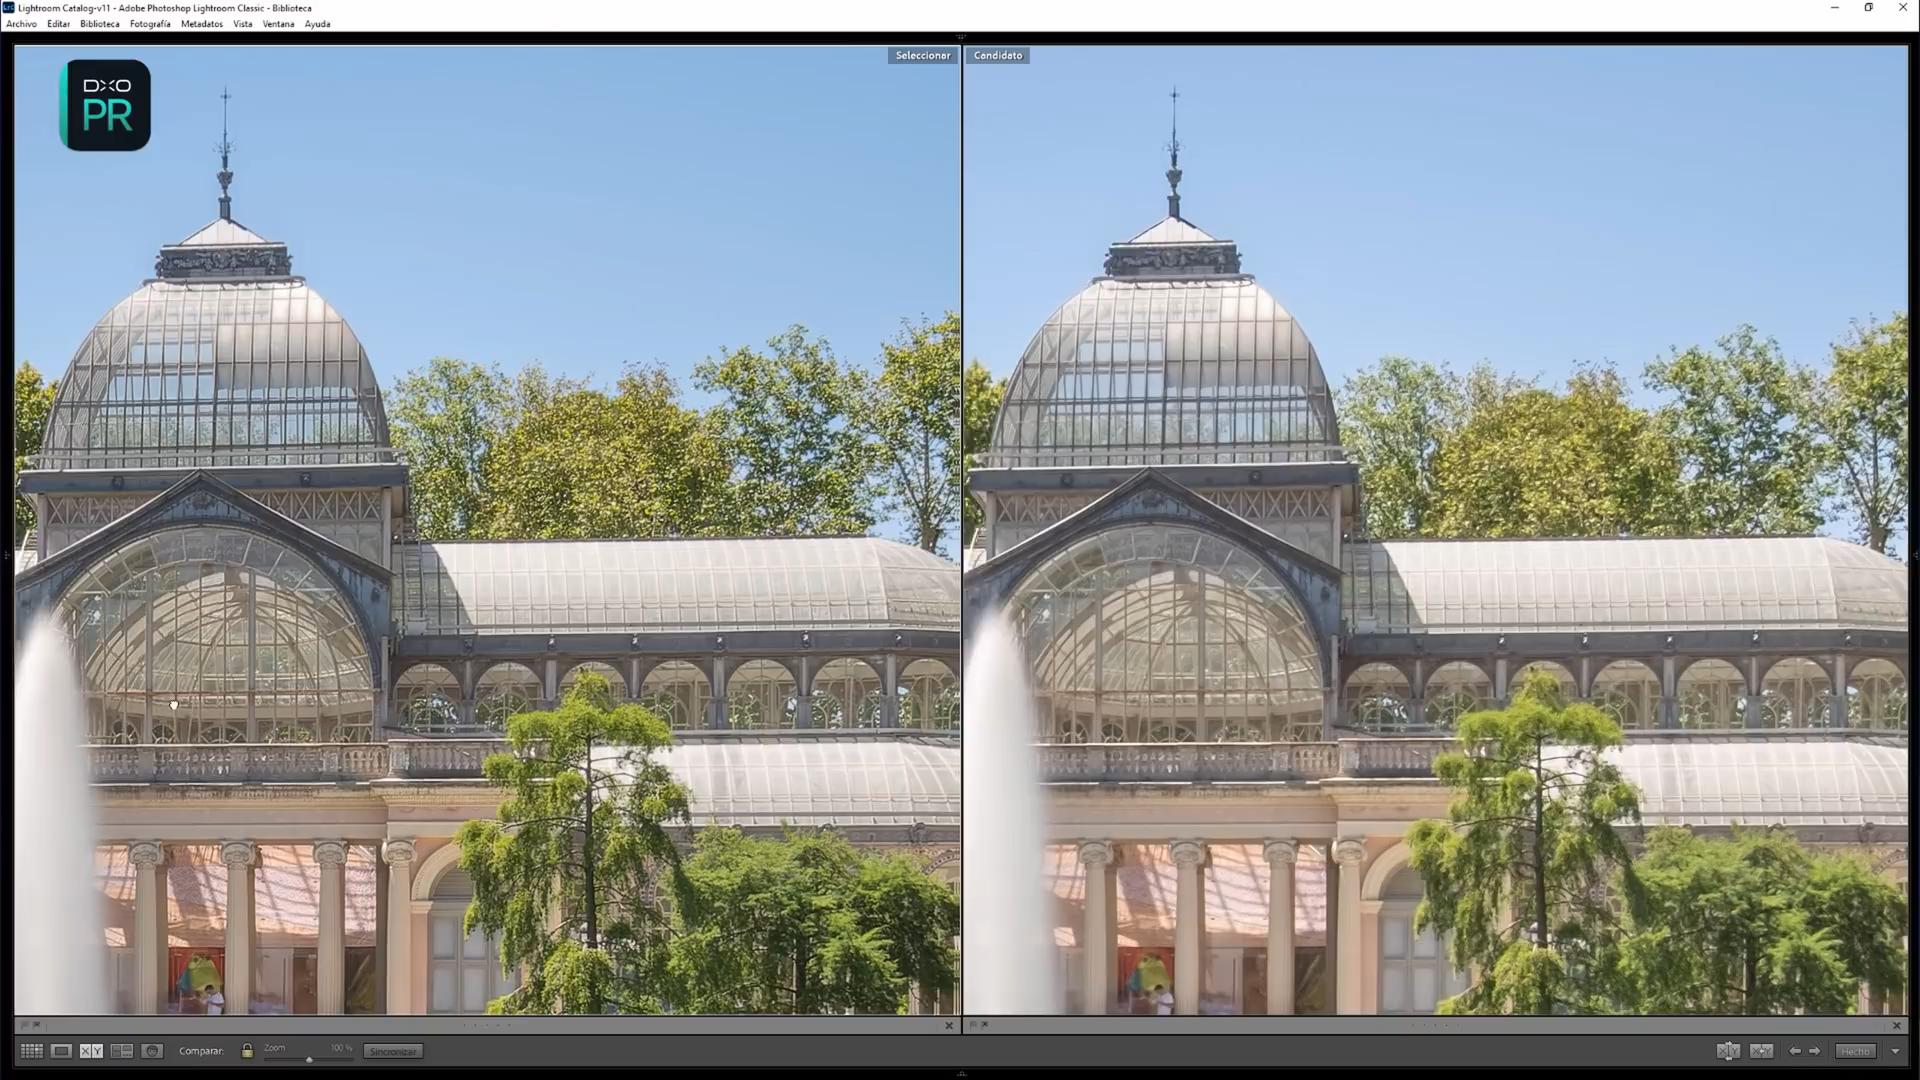 Lightroom Catalog-v11 - Adobe Photoshop Lightroom Classic - Biblioteca
Archivo Editar Biblioteca Fotografía Metadatos Vista Ventana Ayuda
Seleccionar
Candidato
DXO
PR
Comparar:
Zoom
100 %
Sincronizar
Hecho